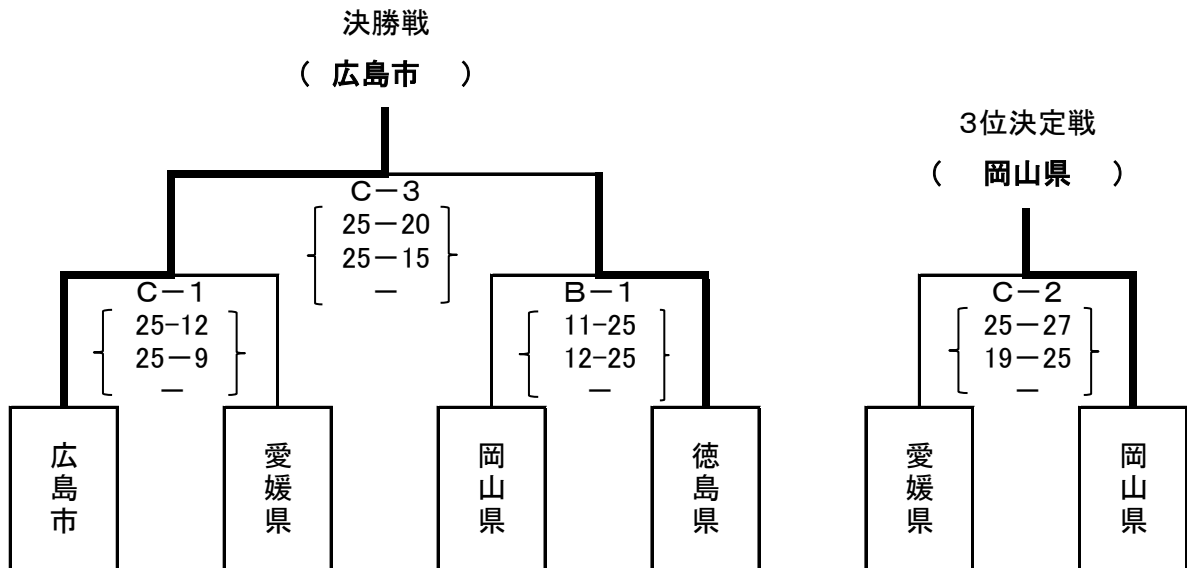 決勝戦
（ 広島市 ）
３位決定戦
（ 岡山県 ）
Ｃ－３
25－20
25－15
－
Ｃ－１
25-12
25－9
－
Ｂ－１
11-25
12-25
－
Ｃ－２
25－27
19－25
－
広島市
愛媛県
岡山県
徳島県
愛媛県
岡山県